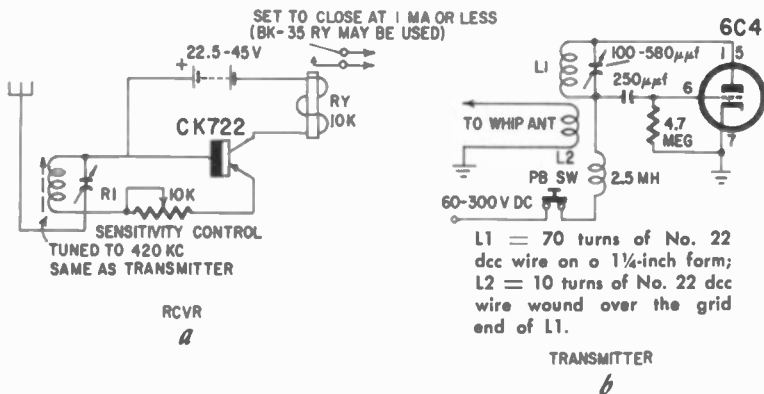 SET TO CLOSE AT 1 MA OR LESS
(BK-35 RY MAY BE USED)
22.5-45V
+
RY
10K
CK722
R1
10K
SENSITIVITY CONTROL
TUNED TO 420 KC
SAME AS TRANSMITTER
RCVR
a
6C4
L1
100-580μμf
1 5
250μμf
6
TO WHIP ANT
L2
4.7
MEG
7
PB SW
2.5MH
60-300 V DC
L1 = 70 turns of No. 22
dcc wire on o 1¼-inch form;
L2 = 10 turns of No. 22 dcc
wire wound over the grid
end of L1.
TRANSMITTER
b